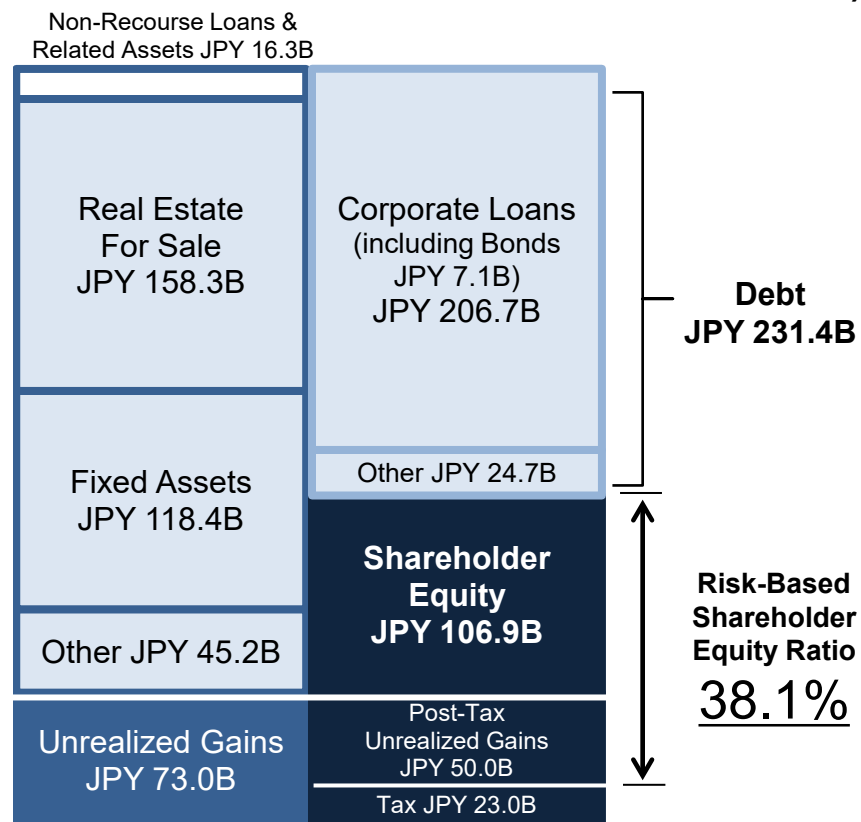 Non-Recourse Loans &
Related Assets JPY 16.3B
Real Estate
For Sale
JPY 158.3B
Fixed Assets
JPY 118.4B
Other JPY 45.2B
Unrealized Gains
JPY 73.0B
Corporate Loans
(including Bonds
JPY 7.1B)
JPY 206.7B
Other JPY 24.7B
Shareholder
Equity
JPY 106.9B
Post-Tax
Unrealized Gains
JPY 50.0B
Tax JPY 23.0B
Debt
JPY 231.4B
Risk-Based
Shareholder
Equity Ratio
38.1%